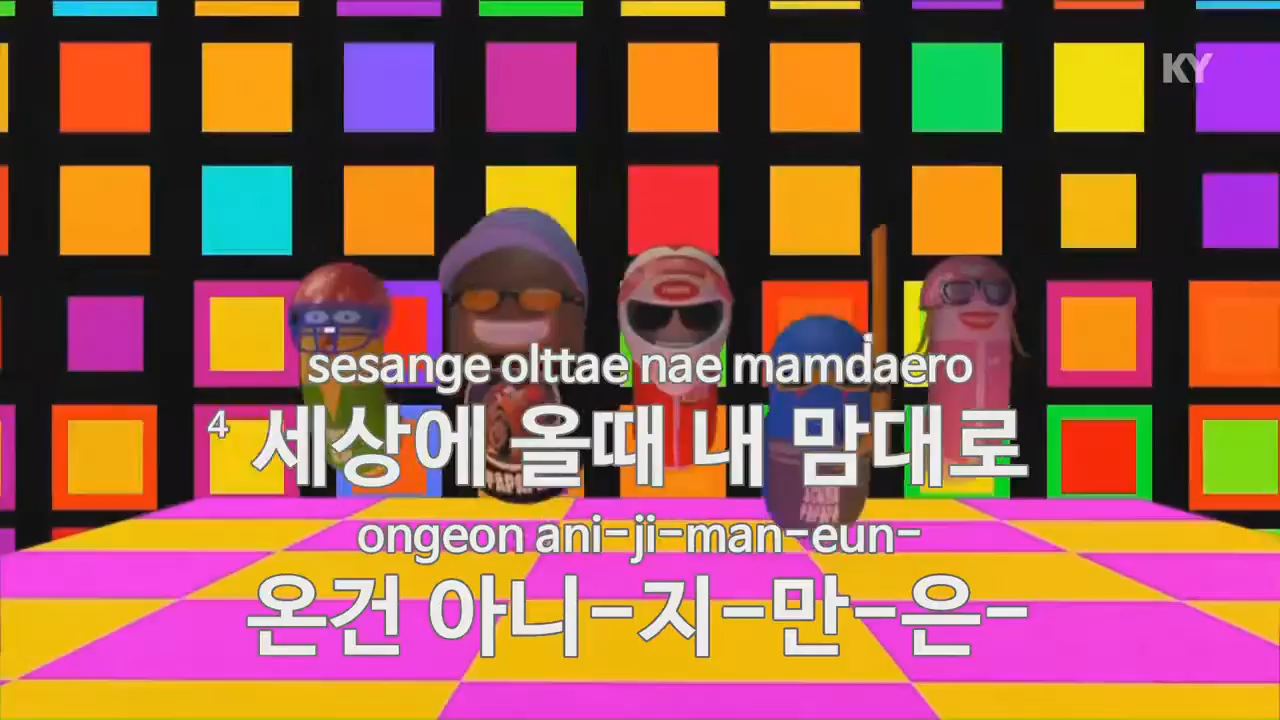 KY
sesange olttae nae mamdaero
4 세상에 올때 내 맘대로
ongeon ani-ji-man-eun-
온건 아니-지-만-은-